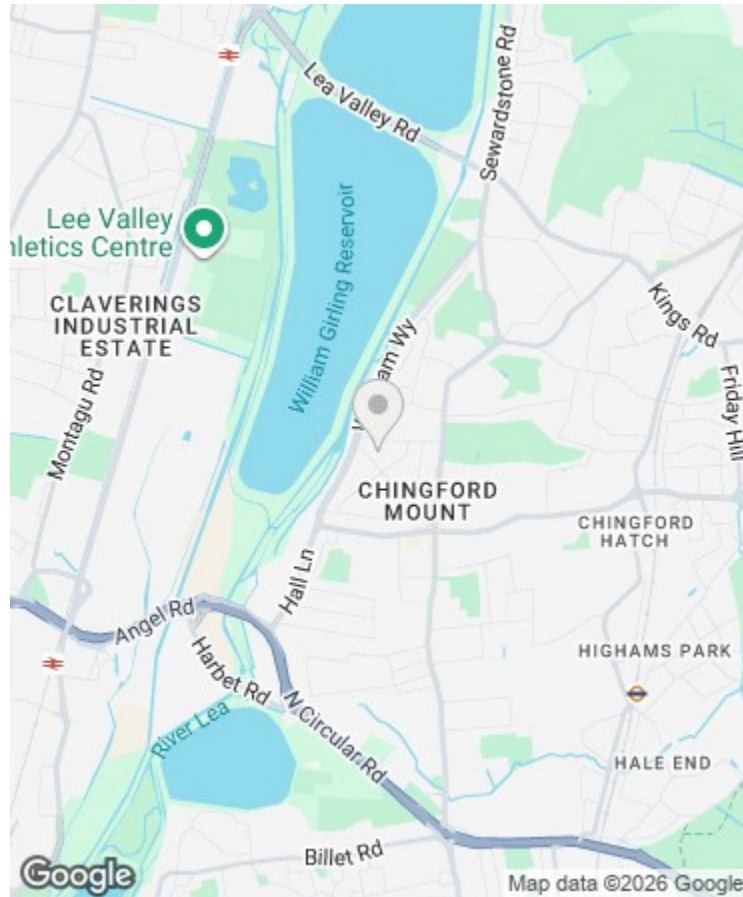 Sewardstone Rd
Lea Valley Rd
Lee Valley
hletics Centre
William Girling Reservoir
CLAVERINGS
INDUSTRIAL
ESTATE
Kings Rd
am Wy
Montagu Rd
Friday Hill
CHINGFORD
MOUNT
CHINGFORD
HATCH
Hall Ln
Angel Rd
HIGHAMS PARK
Harbet Rd
N Circular Rd
River Lea
HALE END
Billet Rd
Google
Map data ©2026 Google